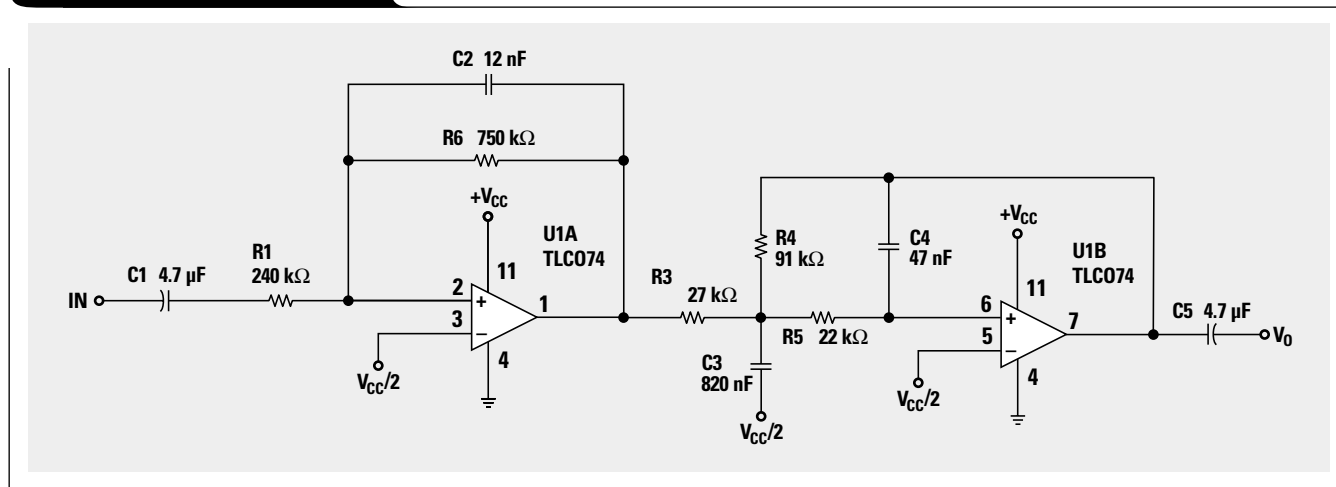 C2 12 nF
R6 750 kΩ
+VCC
U1A
TLC074
11
R1
240 kΩ
C1 4.7 µF
IN
2
+
3
–
1
4
VCC/2
R3
27 kΩ
R4
91 kΩ
C4
47 nF
R5 22 kΩ
C3
820 nF
VCC/2
+VCC
U1B
TLC074
11
6
+
5
–
7
4
VCC/2
C5 4.7 µF
VO